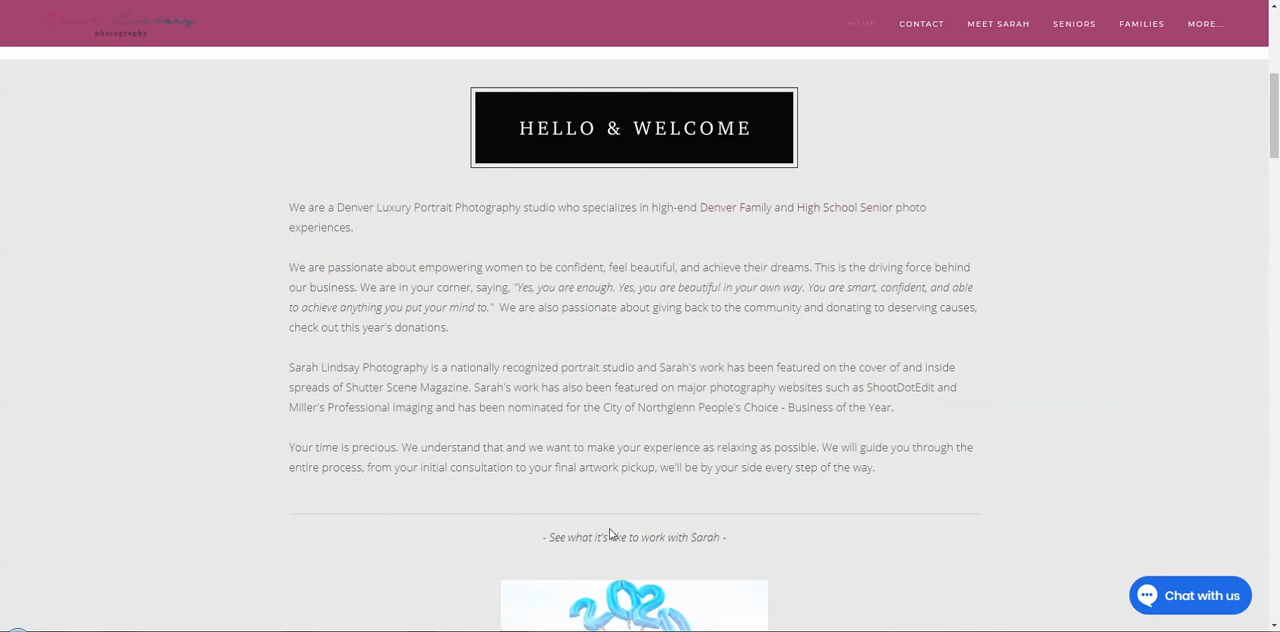 Sarah Lindsay
photography
HOME CONTACT MEET SARAH SENIORS FAMILIES MORE...
HELLO & WELCOME
We are a Denver Luxury Portrait Photography studio who specializes in high-end Denver Family and High School Senior photo
experiences.
We are passionate about empowering women to be confident, feel beautiful, and achieve their dreams. This is the driving force behind
our business. We are in your corner, saying, "Yes, you are enough. Yes, you are beautiful in your own way. You are smart, confident, and able
to achieve anything you put your mind to." We are also passionate about giving back to the community and donating to deserving causes,
check out this year's donations.
Sarah Lindsay Photography is a nationally recognized portrait studio and Sarah's work has been featured on the cover of and inside
spreads of Shutter Scene Magazine. Sarah's work has also been featured on major photography websites such as ShootDotEdit and
Miller's Professional Imaging and has been nominated for the City of Northglenn People's Choice - Business of the Year.
Your time is precious. We understand that and we want to make your experience as relaxing as possible. We will guide you through the
entire process, from your initial consultation to your final artwork pickup, we'll be by your side every step of the way.
- See what it's like to work with Sarah -
202
Chat with us